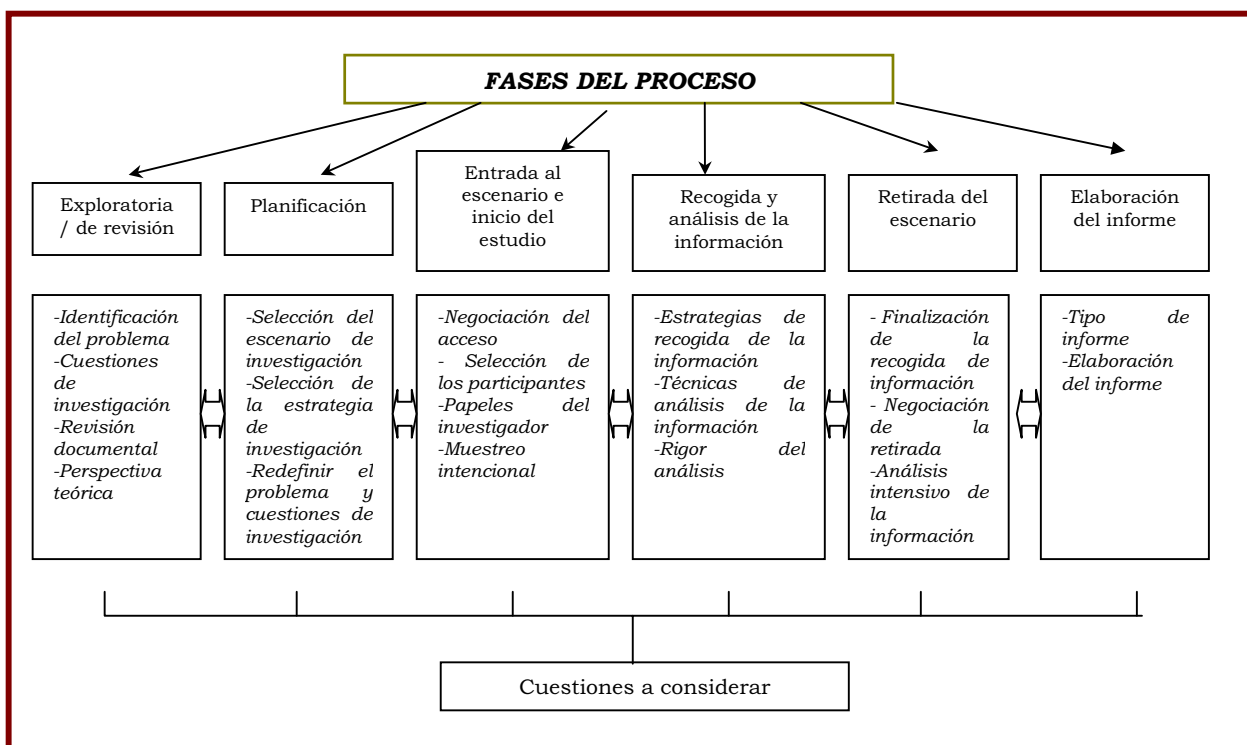 FASES DEL PROCESO
Exploratoria
/ de revisión
Planificación
Entrada al
escenario e
inicio del
estudio
Recogida y
análisis de la
información
Retirada del
escenario
Elaboración
del informe
-Identificación
del problema
-Cuestiones
de
investigación
-Revisión
documental
-Perspectiva
teórica
-Selección del
escenario de
investigación
-Selección de
la estrategia
de
investigación
-Redefinir el
problema y
cuestiones de
investigación
-Negociación del
acceso
- Selección de
los participantes
-Papeles del
investigador
-Muestreo
intencional
-Estrategias de
recogida de la
información
-Técnicas de
análisis de la
información
-Rigor del
análisis
- Finalización
de la
recogida de
información
- Negociación
de la
retirada
-Análisis
intensivo de
la
información
-Tipo de
informe
-Elaboración
del informe
Cuestiones a considerar